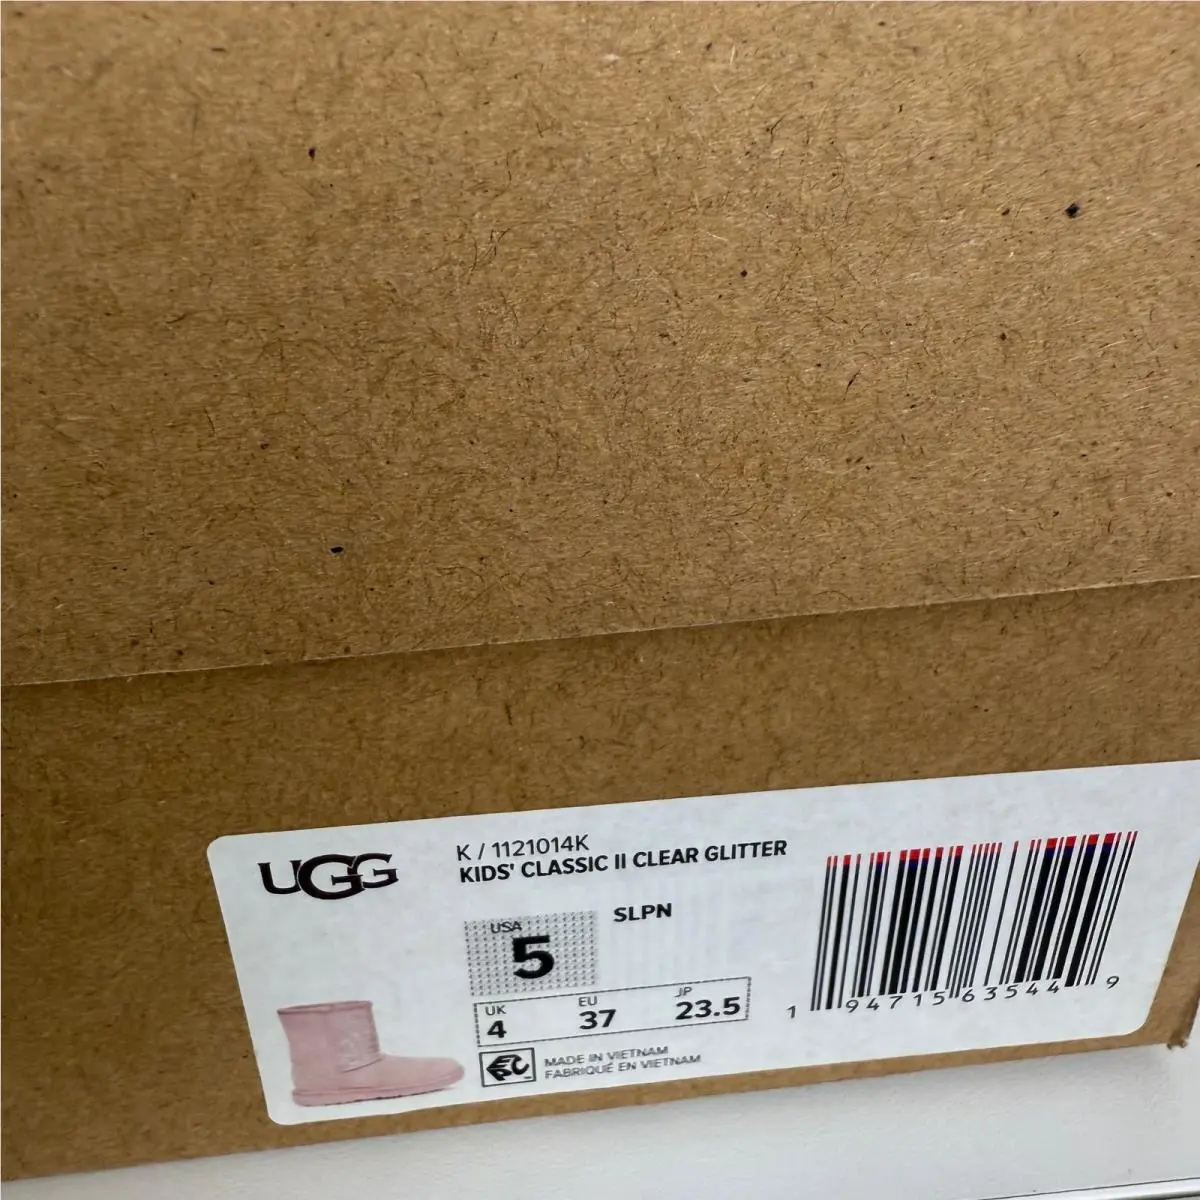 UGG
K / 1121014K
KIDS' CLASSIC II CLEAR GLITTER
SLPN
USA
5
UK
4
EU
37
JP
23.5
MADE IN VIETNAM
FABRIQUÉ EN VIETNAM
1 94715 63544 9